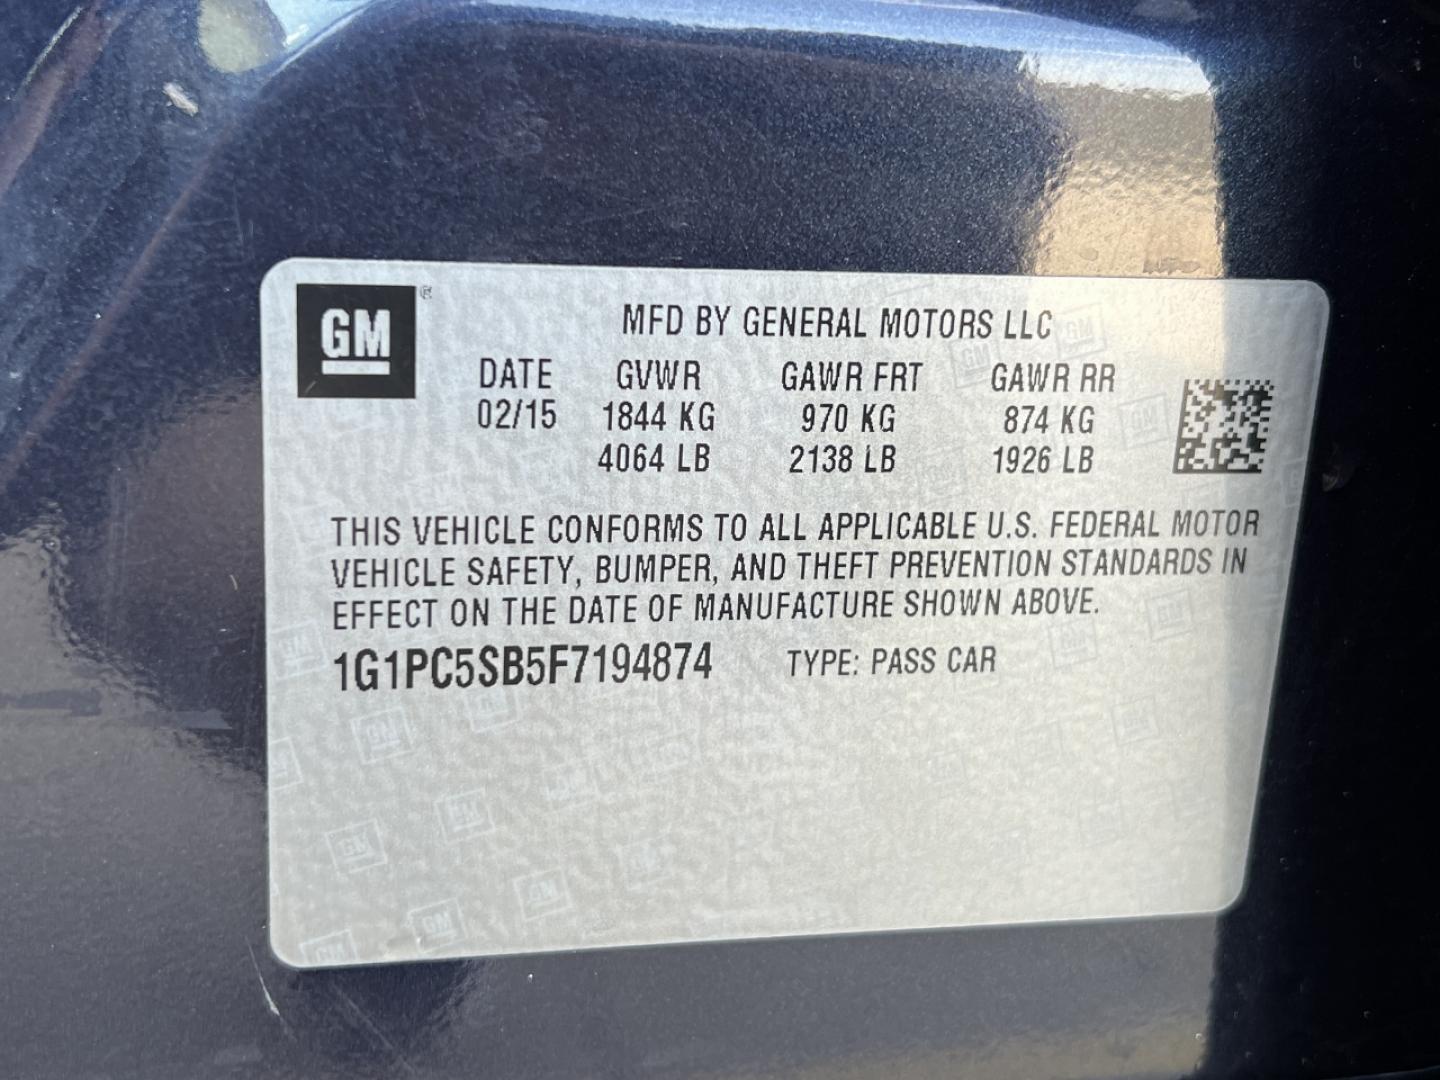 GM
MFD BY GENERAL MOTORS LLC
DATE GVWR GAWR FRT GAWR RR
02/15 1844 KG 970 KG 874 KG
4064 LB 2138 LB 1926 LB
THIS VEHICLE CONFORMS TO ALL APPLICABLE U.S. FEDERAL MOTOR
VEHICLE SAFETY, BUMPER, AND THEFT PREVENTION STANDARDS IN
EFFECT ON THE DATE OF MANUFACTURE SHOWN ABOVE.
1G1PC5SB5F7194874 TYPE: PASS CAR